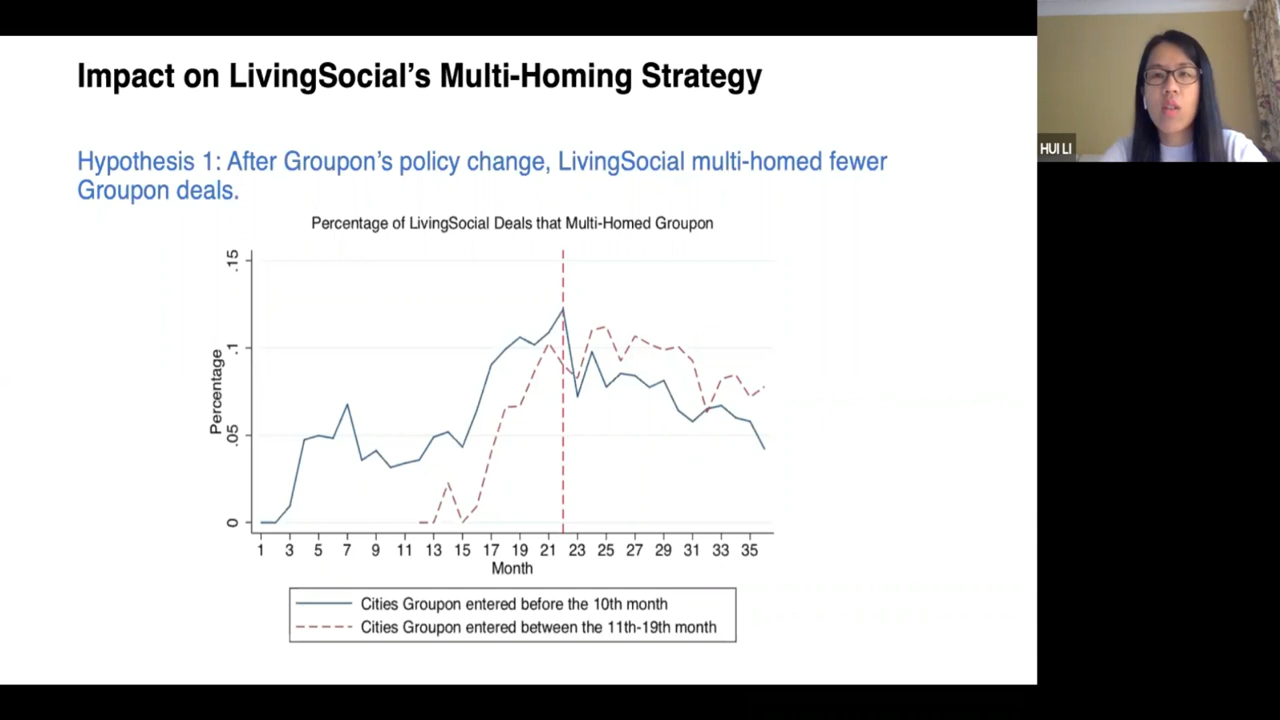 Impact on LivingSocial's Multi-Homing Strategy
HUI LI
Hypothesis 1: After Groupon's policy change, LivingSocial multi-homed fewer
Groupon deals.
Percentage of LivingSocial Deals that Multi-Homed Groupon
.15
.1
.05
0
Percentage
1 3 5 7 9 11 13 15 17 19 21 23 25 27 29 31 33 35
Month
Cities Groupon entered before the 10th month
Cities Groupon entered between the 11th-19th month